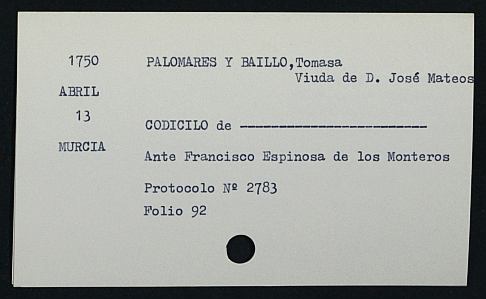 1750 PALOMARES Y BAILLO,Tomasa
Viuda de D. José Mateos
ABRIL
13
CODICILO de ------------------------
MURCIA
Ante Francisco Espinosa de los Monteros
Protocolo Nº 2783
Folio 92